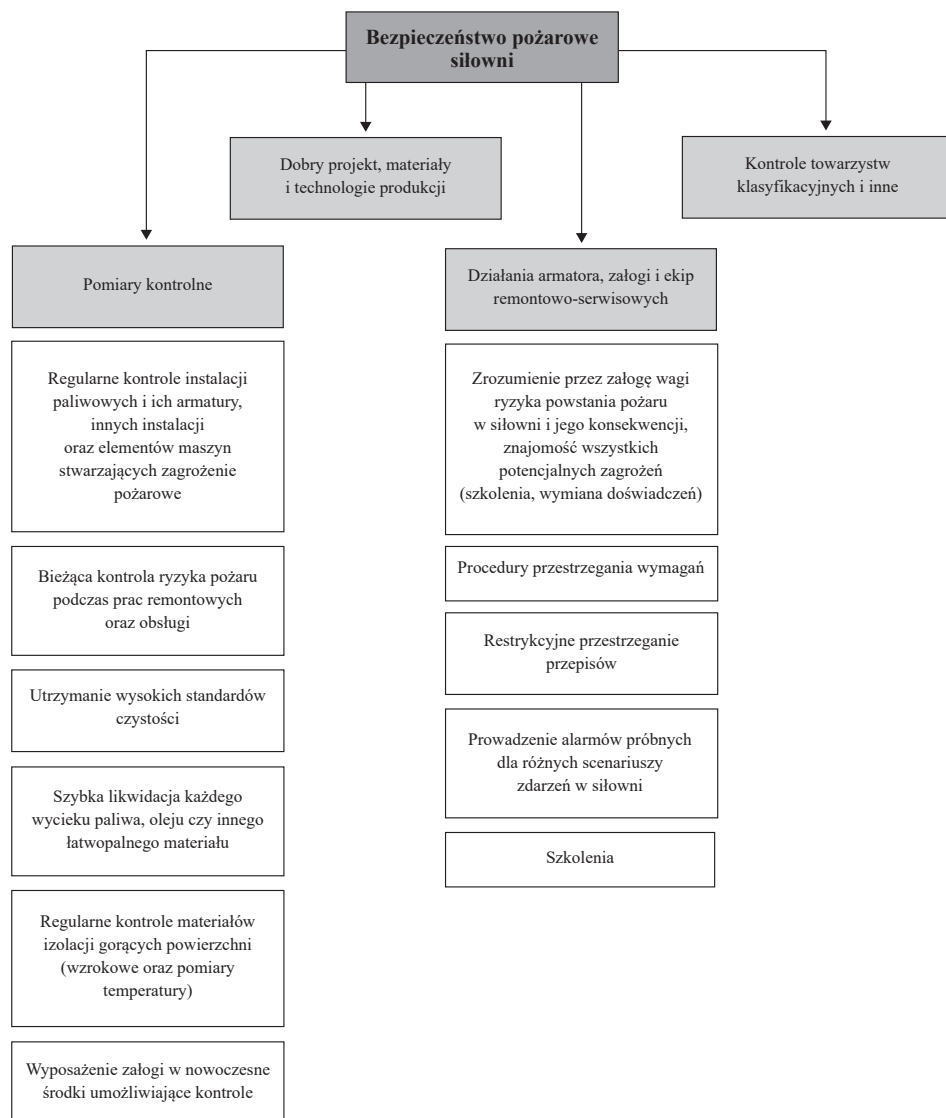 Bezpieczeństwo pożarowe
siłowni
Dobry projekt, materiały
i technologie produkcji
Kontrole towarzystw
klasyfikacyjnych i inne
Pomiary kontrolne
Działania armatora, załogi i ekip
remontowo-serwisowych
Regularne kontrole instalacji
paliwowych i ich armatury,
innych instalacji
oraz elementów maszyn
stwarzających zagrożenie
pożarowe
Bieżąca kontrola ryzyka pożaru
podczas prac remontowych
oraz obsługi
Utrzymanie wysokich standardów
czystości
Szybka likwidacja każdego
wycieku paliwa, oleju czy innego
łatwopalnego materiału
Regularne kontrole materiałów
izolacji gorących powierzchni
(wzrokowe oraz pomiary
temperatury)
Wyposażenie załogi w nowoczesne
środki umożliwiające kontrole
Zrozumienie przez załogę wagi
ryzyka powstania pożaru
w siłowni i jego konsekwencji,
znajomość wszystkich
potencjalnych zagrożeń
(szkolenia, wymiana doświadczeń)
Procedury przestrzegania wymagań
Restrykcyjne przestrzeganie
przepisów
Prowadzenie alarmów próbnych
dla różnych scenariuszy
zdarzeń w siłowni
Szkolenia